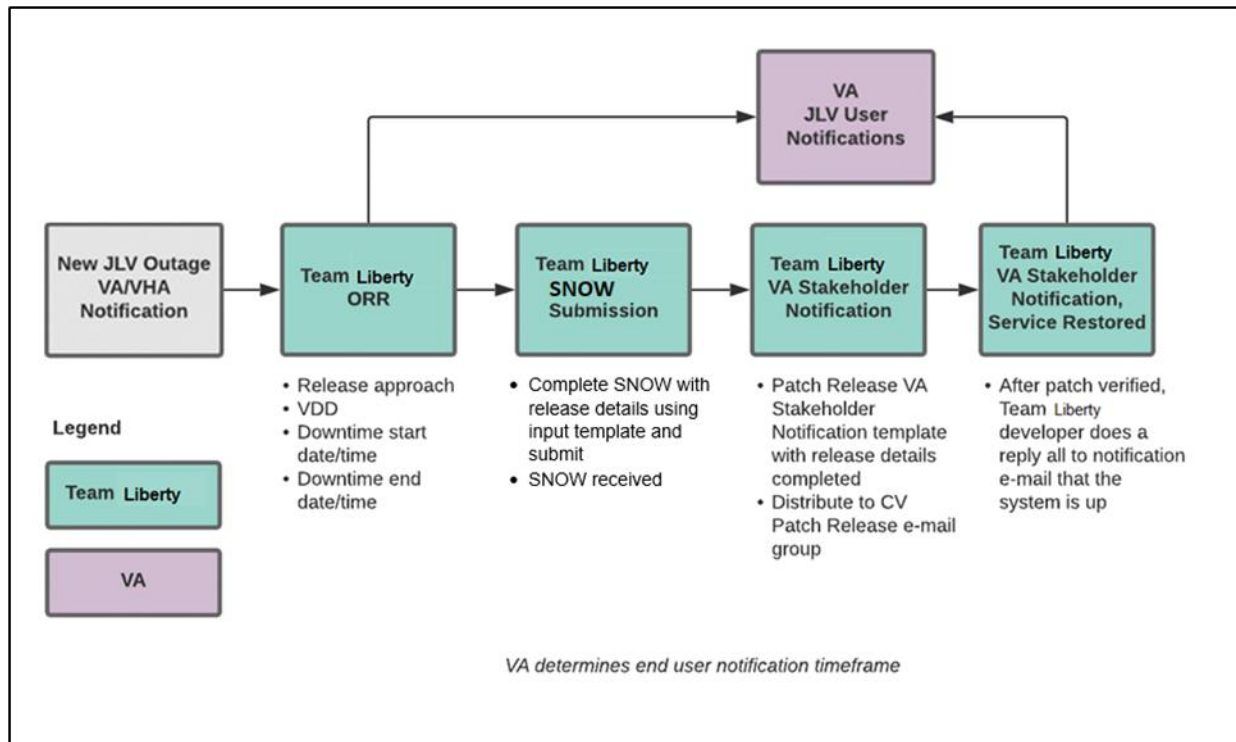 VA
JLV User
Notifications
New JLV Outage
VA/VHA
Notification
Team Liberty
ORR
Team Liberty
SNOW
Submission
Team Liberty
VA Stakeholder
Notification
Team Liberty
VA Stakeholder
Notification,
Service Restored
• Release approach
• VDD
• Downtime start
date/time
• Downtime end
date/time
• Complete SNOW with
release details using
input template and
submit
• SNOW received
• Patch Release VA
Stakeholder
Notification template
with release details
completed
• Distribute to CV
Patch Release e-mail
group
• After patch verified,
Team Liberty
developer does a
reply all to notification
e-mail that the
system is up
Legend
Team Liberty
VA
VA determines end user notification timeframe